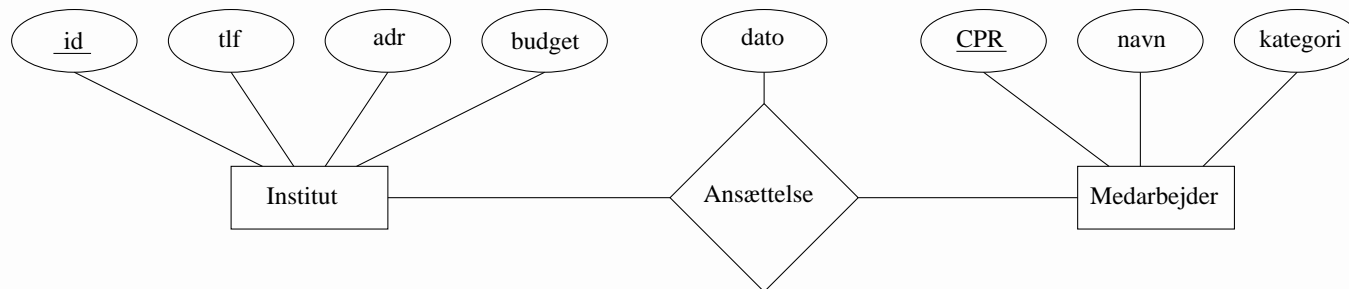 id
tlf
adr
budget
dato
CPR
navn
kategori
Institut
Ansættelse
Medarbejder